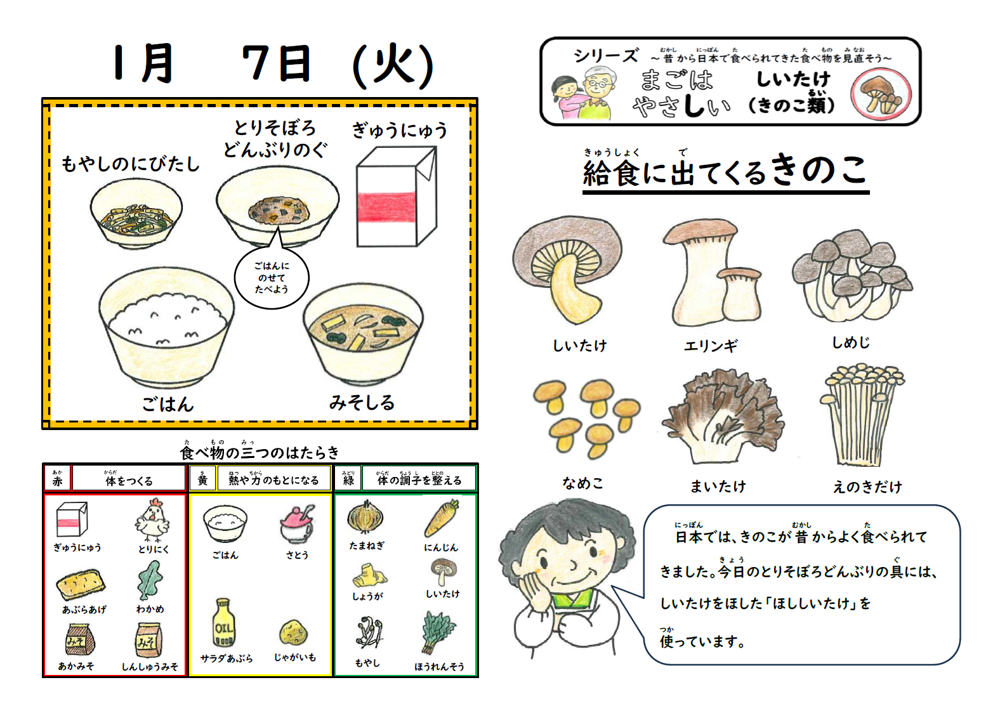 1月 7日 (火)
もやしのにびたし
とりそぼろ
どんぶりのぐ
ぎゅうにゅう
ごはんに
のせて
たべよう
ごはん
みそしる
食べ物の三つのはたらき
赤 体をつくる
黄 熱や力のもとになる
緑 体の調子を整える
ぎゅうにゅう
とりにく
あぶらあげ
わかめ
みそ
みそ
あかみそ
しんしゅうみそ
ごはん
さとう
OIL
サラダあぶら
じゃがいも
たまねぎ
にんじん
しょうが
しいたけ
もやし
ほうれんそう
シリーズ ~昔から日本で食べられてきた食べ物を見直そう~
まごは
やさしい
しいたけ
(きのこ類)
給食に出てくるきのこ
しいたけ
エリンギ
しめじ
なめこ
まいたけ
えのきだけ
日本では、きのこが昔からよく食べられて
きました。今日のとりそぼろどんぶりの具には、
しいたけをほした「ほししいたけ」を
使っています。